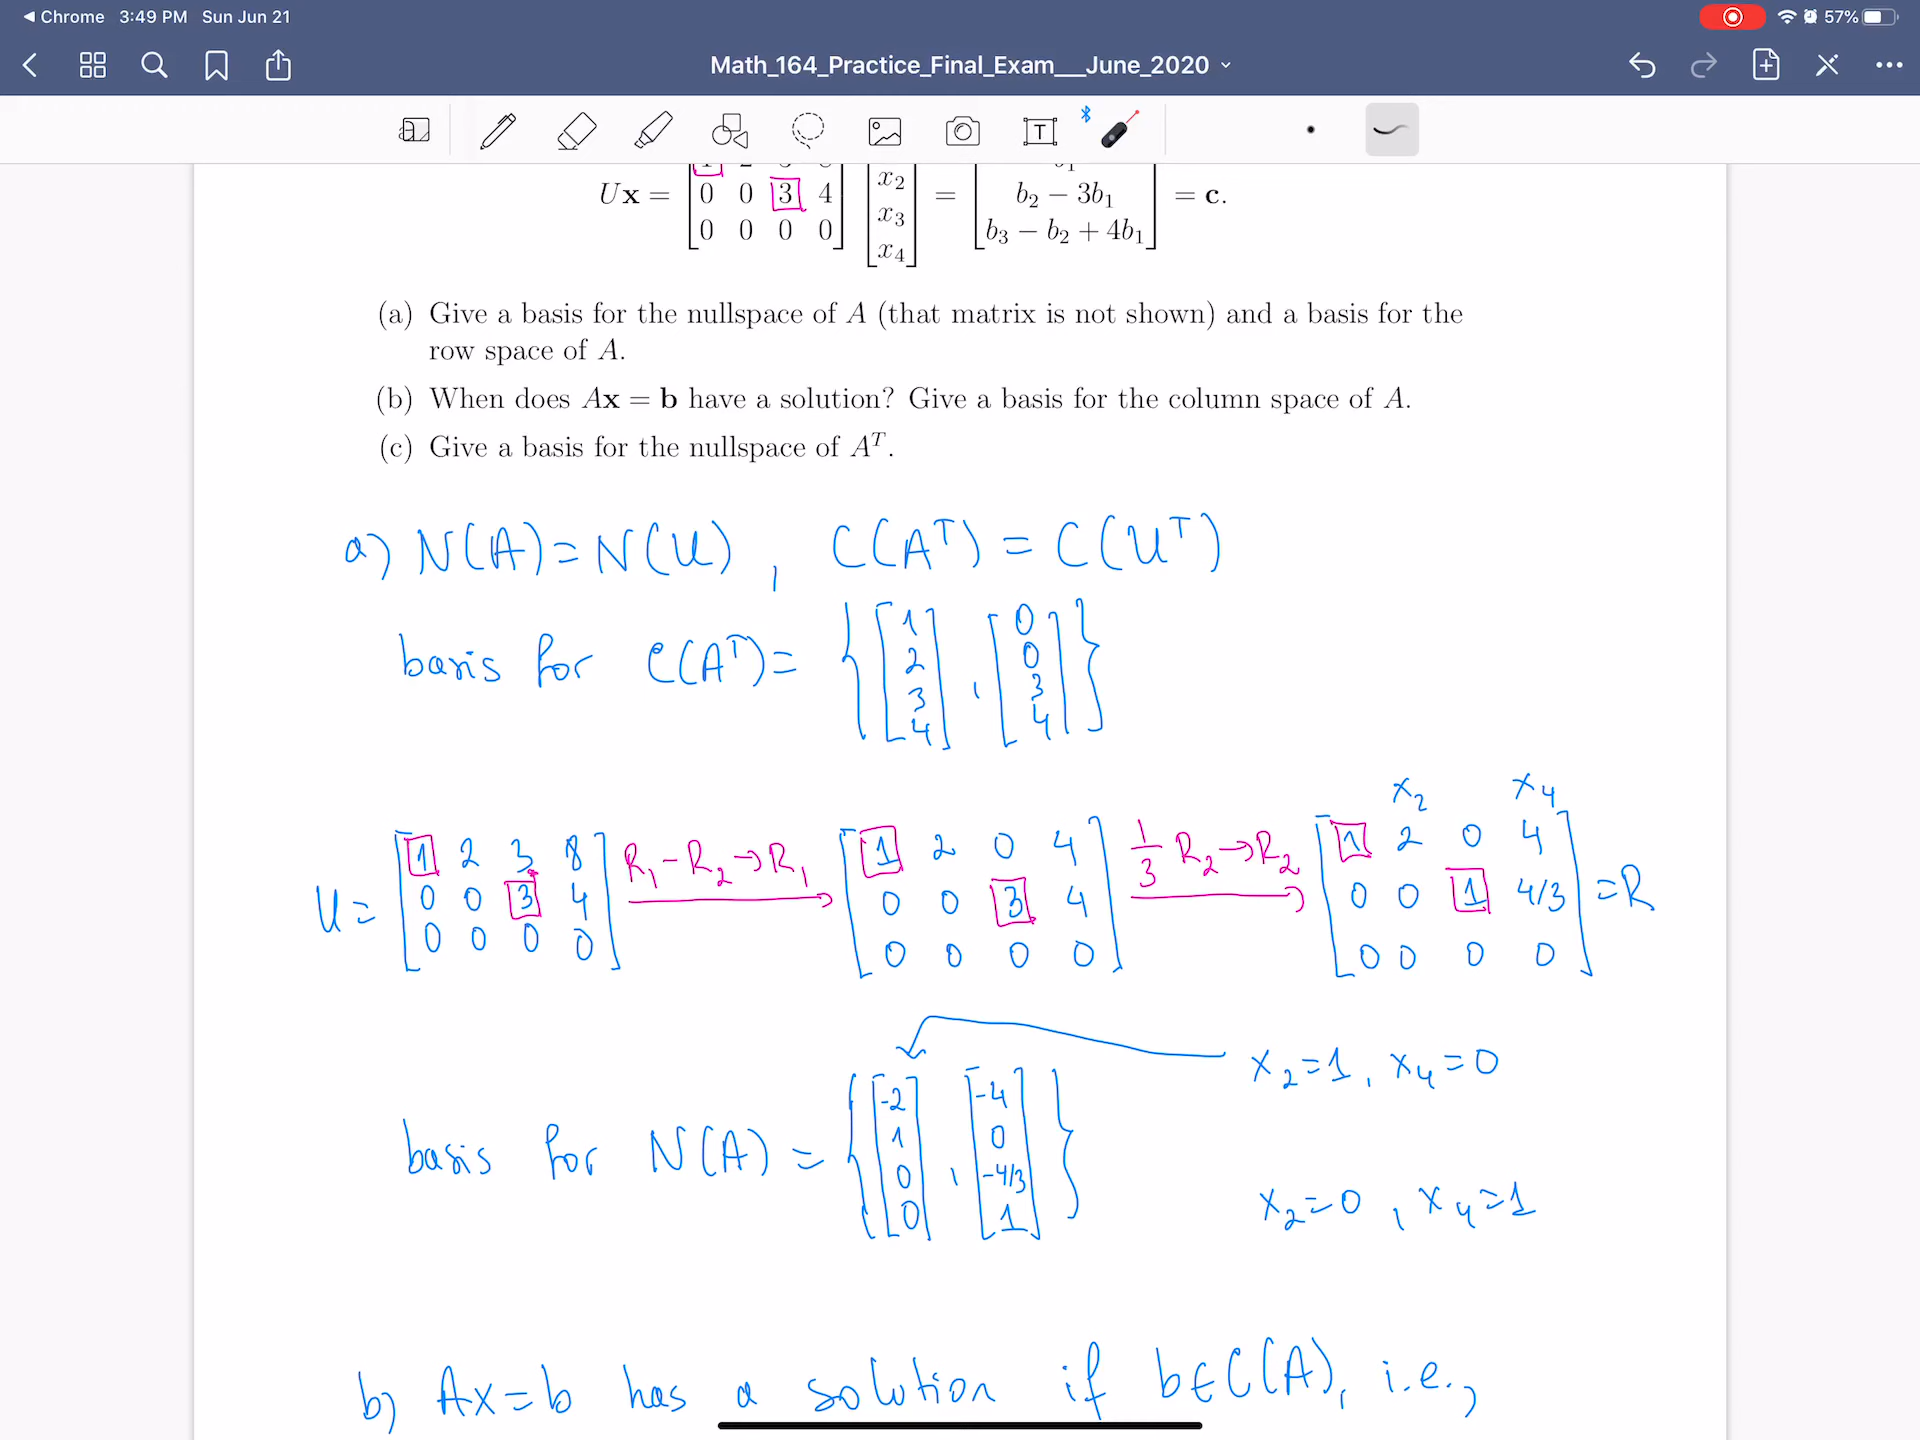 Chrome 3:49 PM Sun Jun 21 57%
Math_164_Practice_Final_Exam___June_2020
Ux = [0 0 3 4; 0 0 0 0] [x2; x3; x4] = [b2 − 3b1; b3 − b2 + 4b1] = c.
(a) Give a basis for the nullspace of A (that matrix is not shown) and a basis for the
row space of A.
(b) When does Ax = b have a solution? Give a basis for the column space of A.
(c) Give a basis for the nullspace of Aᵀ.
a) N(A) = N(U), C(Aᵀ) = C(Uᵀ)
basis for C(Aᵀ) = { [1; 2; 3; 4], [0; 0; 3; 4] }
x2 x4
U = [1 2 3 8; 0 0 3 4; 0 0 0 0] R1 − R2 → R1 [1 2 0 4; 0 0 3 4; 0 0 0 0] 1/3 R2 → R2 [1 2 0 4; 0 0 1 4/3; 0 0 0 0] = R
x2 = 1, x4 = 0
basis for N(A) = { [-2; 1; 0; 0], [-4; 0; -4/3; 1] }
x2 = 0, x4 = 1
b) Ax = b has a solution if b ∈ C(A), i.e.,